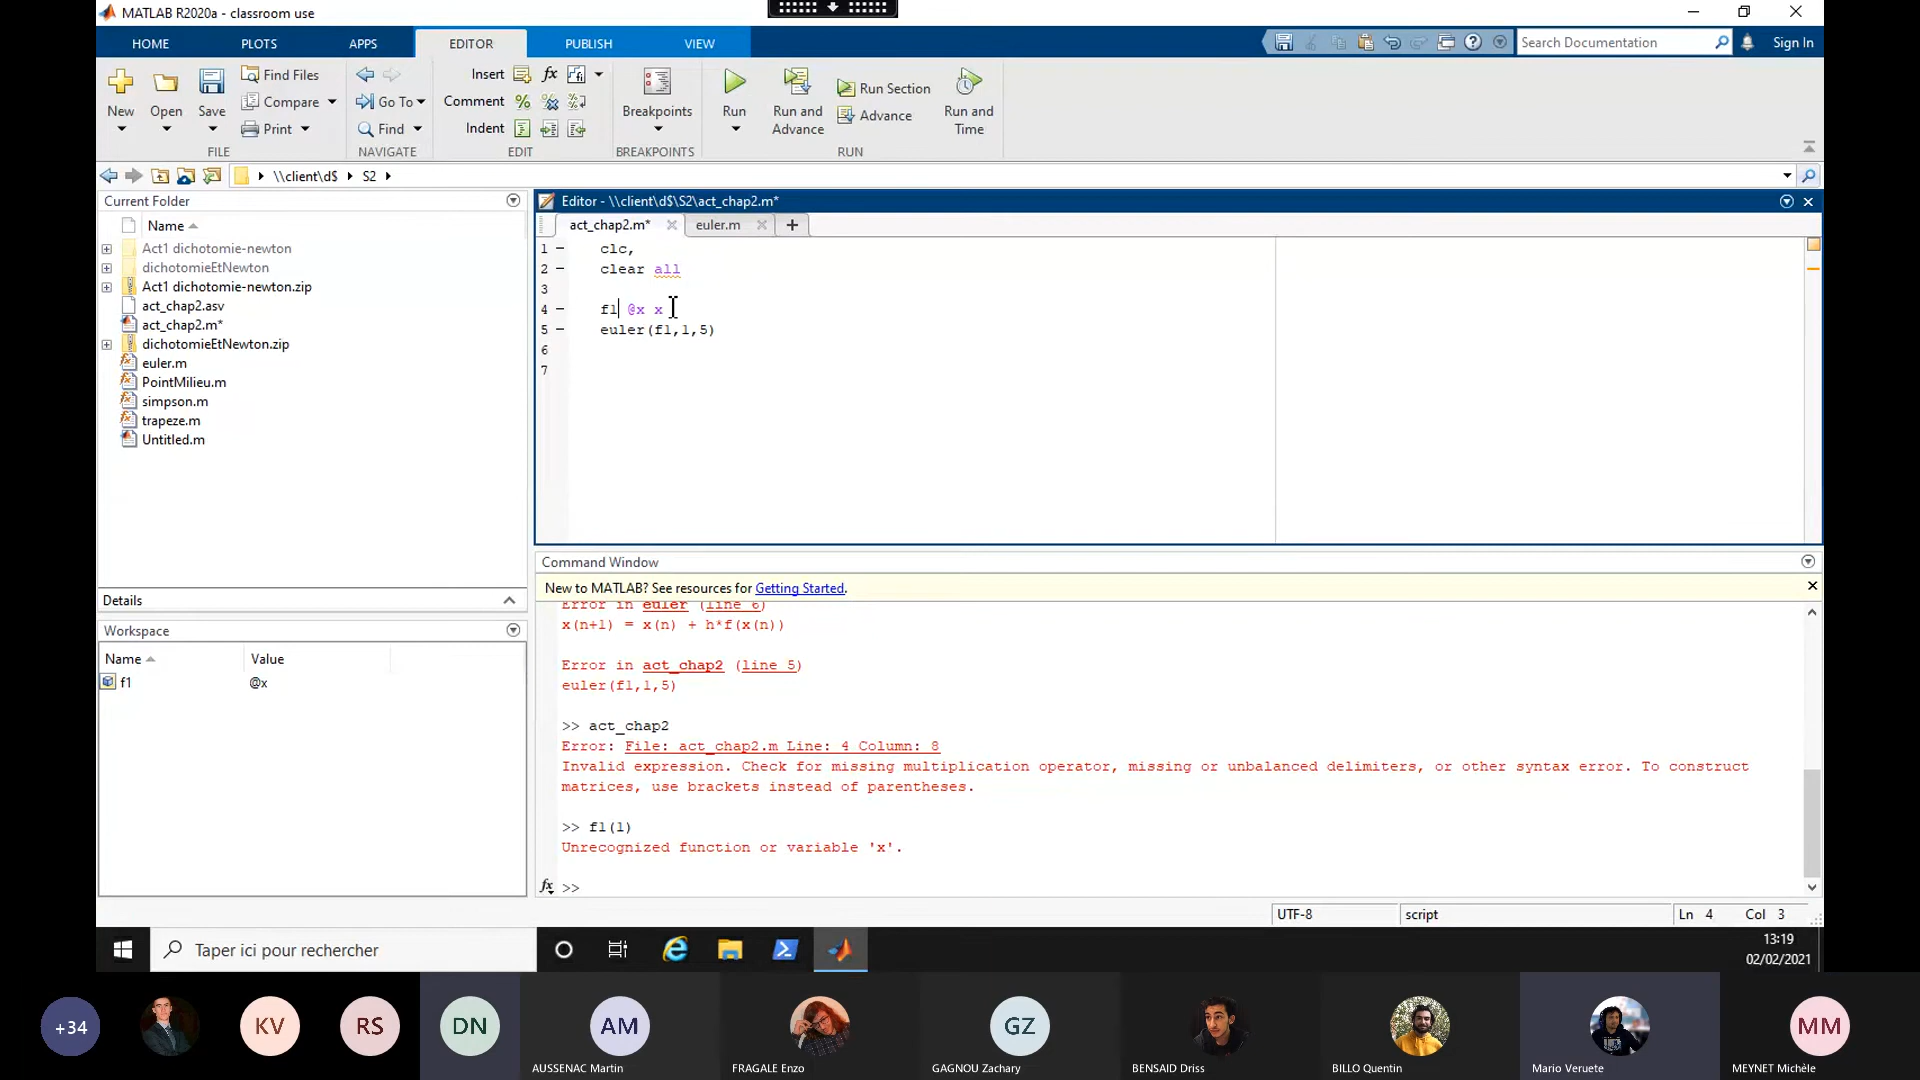 MATLAB R2020a - classroom use
HOME PLOTS APPS EDITOR PUBLISH VIEW
Search Documentation
Sign In
New Open Save Find Files Compare Print
Go To Find
Insert fx
Comment
Indent
Breakpoints
Run Run and Advance Run Section Advance Run and Time
FILE NAVIGATE EDIT BREAKPOINTS RUN
\\client\d$ S2
Current Folder
Name
Act1 dichotomie-newton
dichotomieEtNewton
Act1 dichotomie-newton.zip
act_chap2.asv
act_chap2.m*
dichotomieEtNewton.zip
euler.m
PointMilieu.m
simpson.m
trapeze.m
Untitled.m
Details
Workspace
Name Value
f1 @x
Editor - \\client\d$\S2\act_chap2.m*
act_chap2.m* euler.m
1 clc,
2 clear all
3
4 f1 @x x
5 euler(f1,1,5)
6
7
Command Window
New to MATLAB? See resources for Getting Started.
Error in euler (line 6)
x(n+1) = x(n) + h*f(x(n))
Error in act_chap2 (line 5)
euler(f1,1,5)
>> act_chap2
Error: File: act_chap2.m Line: 4 Column: 8
Invalid expression. Check for missing multiplication operator, missing or unbalanced delimiters, or other syntax error. To construct
matrices, use brackets instead of parentheses.
>> f1(1)
Unrecognized function or variable 'x'.
fx >>
UTF-8 script Ln 4 Col 3
Taper ici pour rechercher
13:19
02/02/2021
+34 KV RS DN AM GZ MM
AUSSENAC Martin FRAGALE Enzo GAGNOU Zachary BENSAID Driss BILLO Quentin Mario Veruete MEYNET Michèle